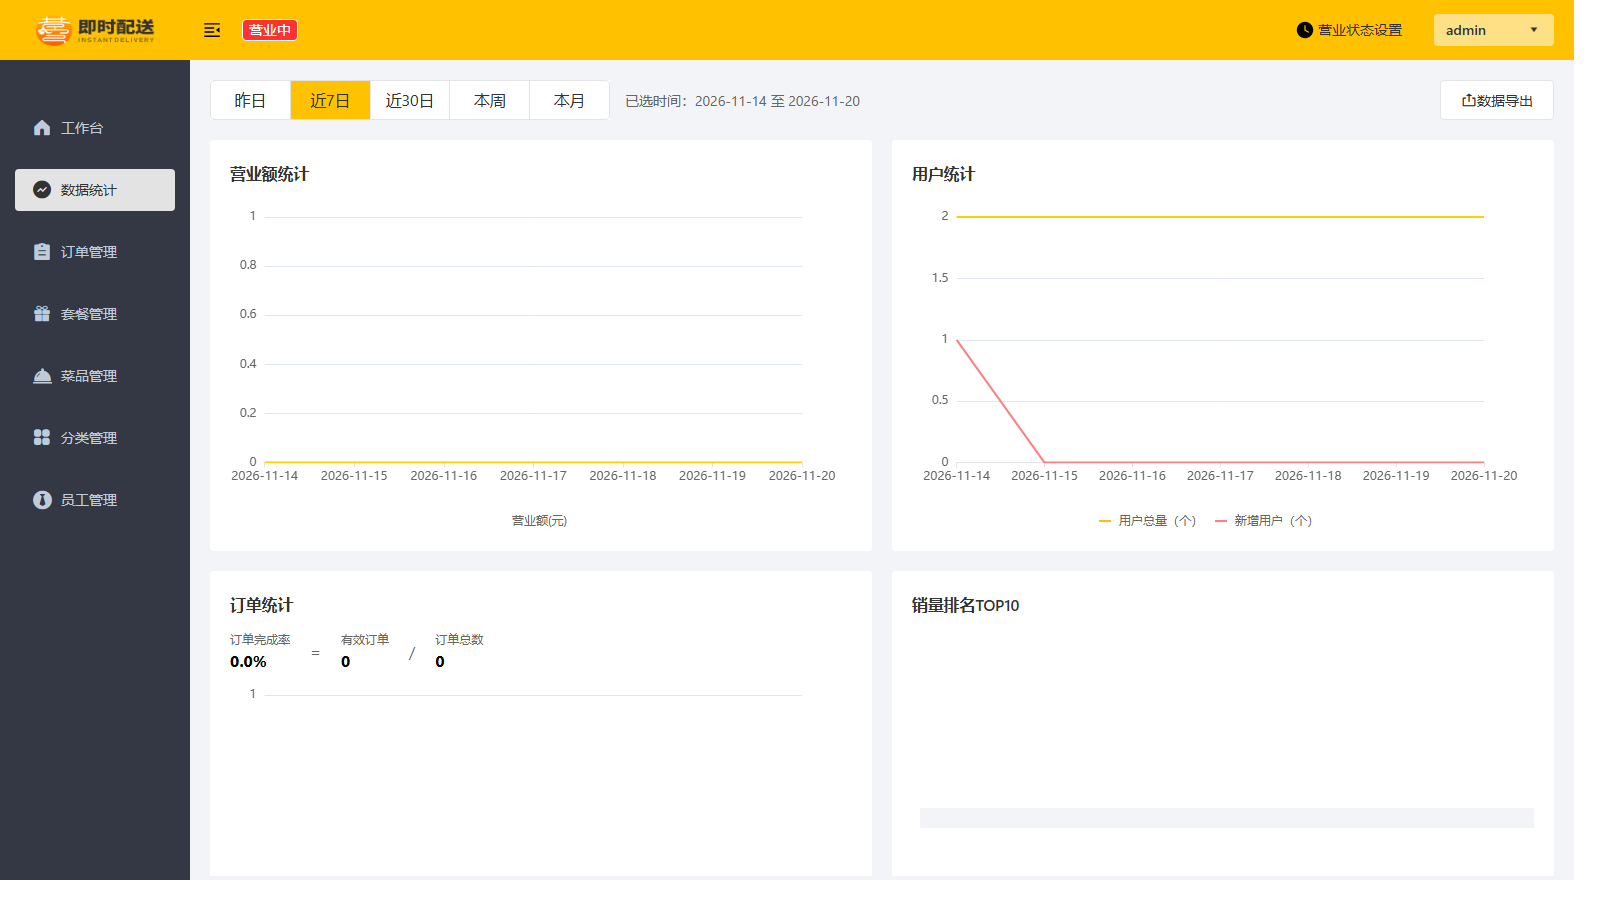 即时配送
INSTANTDELIVERY
营业中
营业状态设置
admin
工作台
数据统计
订单管理
套餐管理
菜品管理
分类管理
员工管理
昨日 近7日 近30日 本周 本月
已选时间：2026-11-14 至 2026-11-20
数据导出
营业额统计
1
0.8
0.6
0.4
0.2
0
2026-11-14 2026-11-15 2026-11-16 2026-11-17 2026-11-18 2026-11-19 2026-11-20
营业额(元)
用户统计
2
1.5
1
0.5
0
2026-11-14 2026-11-15 2026-11-16 2026-11-17 2026-11-18 2026-11-19 2026-11-20
用户总量（个） 新增用户（个）
订单统计
订单完成率 有效订单 订单总数
0.0% = 0 / 0
1
销量排名TOP10